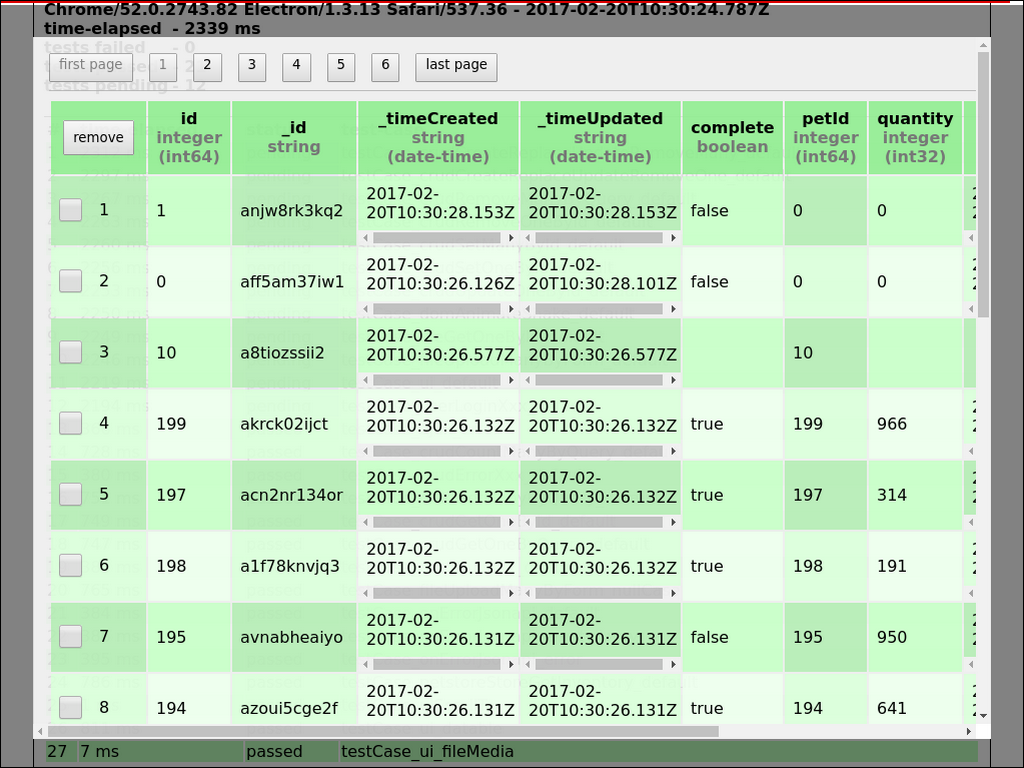 Chrome/52.0.2743.82 Electron/1.3.13 Safari/537.36 - 2017-02-20T10:30:24.787Z
time-elapsed - 2339 ms
tests failed - 0
tests pending - 12
first page 1 2 3 4 5 6 last page
remove
id integer (int64)
_id string
_timeCreated string (date-time)
_timeUpdated string (date-time)
complete boolean
petId integer (int64)
quantity integer (int32)
1 1 anjw8rk3kq2 2017-02-20T10:30:28.153Z 2017-02-20T10:30:28.153Z false 0 0
2 0 aff5am37iw1 2017-02-20T10:30:26.126Z 2017-02-20T10:30:28.101Z false 0 0
3 10 a8tiozssii2 2017-02-20T10:30:26.577Z 2017-02-20T10:30:26.577Z 10
4 199 akrck02ijct 2017-02-20T10:30:26.132Z 2017-02-20T10:30:26.132Z true 199 966
5 197 acn2nr134or 2017-02-20T10:30:26.132Z 2017-02-20T10:30:26.132Z true 197 314
6 198 a1f78knvjq3 2017-02-20T10:30:26.132Z 2017-02-20T10:30:26.132Z true 198 191
7 195 avnabheaiyo 2017-02-20T10:30:26.131Z 2017-02-20T10:30:26.131Z false 195 950
8 194 azoui5cge2f 2017-02-20T10:30:26.131Z 2017-02-20T10:30:26.131Z true 194 641
27 7 ms passed testCase_ui_fileMedia